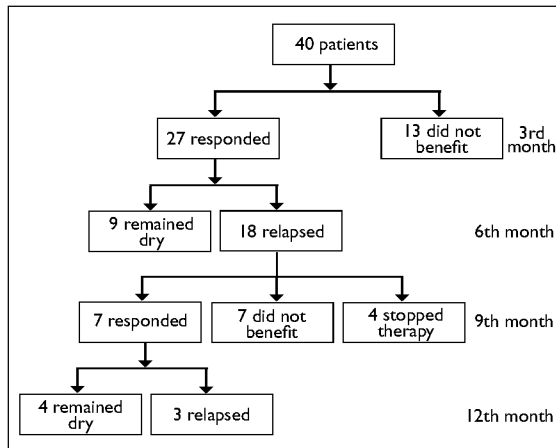 40 patients
27 responded
13 did not
benefit
3rd
month
9 remained
dry
18 relapsed
6th month
7 responded
7 did not
benefit
4 stopped
therapy
9th month
4 remained
dry
3 relapsed
12th month